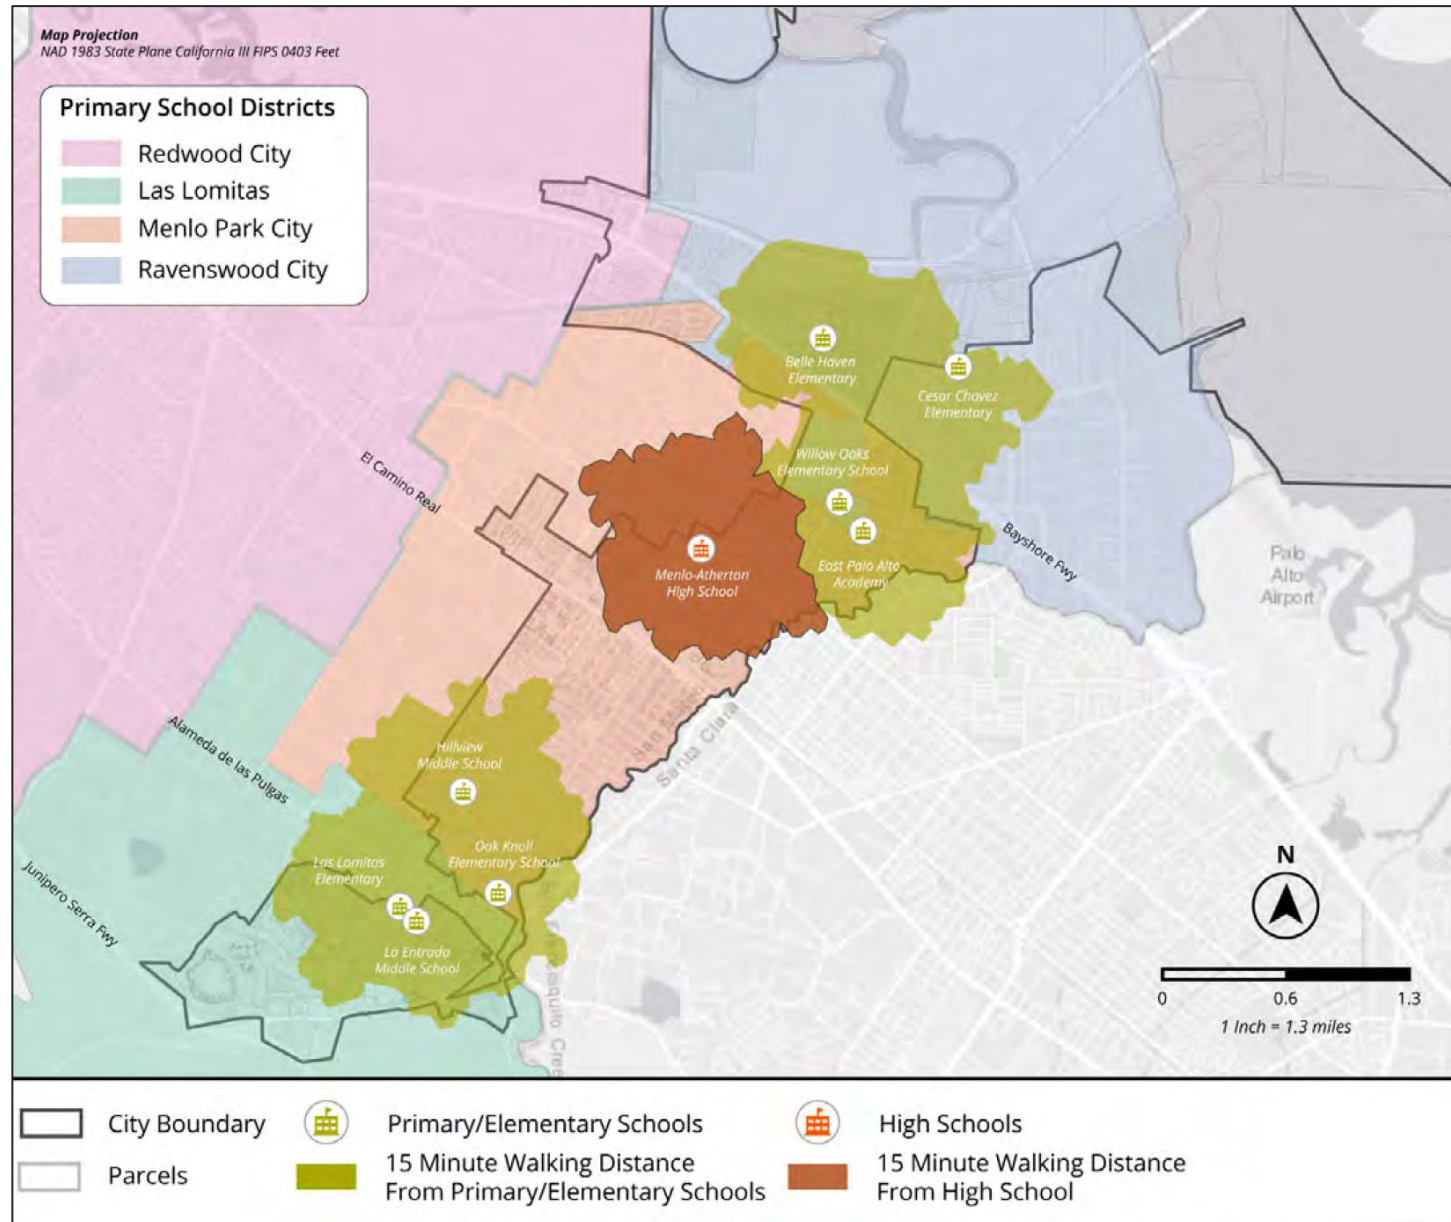 Map Projection
NAD 1983 State Plane California III FIPS 0403 Feet
Primary School Districts
Redwood City
Las Lomitas
Menlo Park City
Ravenswood City
Belle Haven
Elementary
Cesar Chavez
Elementary
Willow Oaks
Elementary School
El Camino Real
East Palo Alto
Academy
Bayshore Fwy
Menlo-Atherton
High School
Palo
Alto
Airport
Santa Clara
Alameda de las Pulgas
Hillview
Middle School
Oak Knoll
Elementary School
Las Lomitas
Elementary
La Entrada
Middle School
Junipero Serra Fwy
N
0 0.6 1.3
1 Inch = 1.3 miles
City Boundary
Primary/Elementary Schools
High Schools
Parcels
15 Minute Walking Distance
From Primary/Elementary Schools
15 Minute Walking Distance
From High School